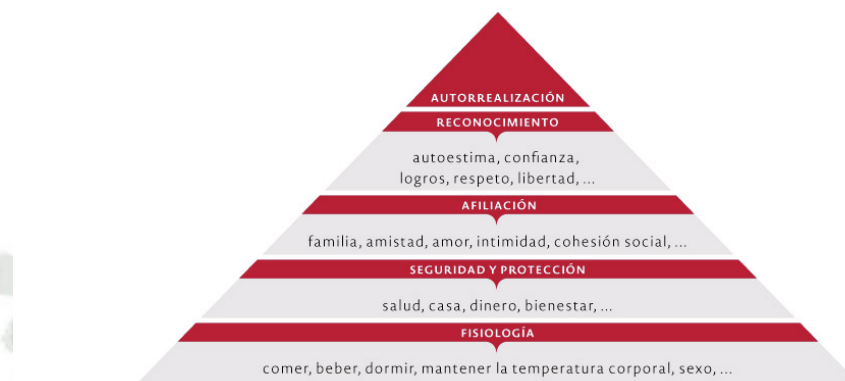 AUTORREALIZACIÓN
RECONOCIMIENTO
autoestima, confianza,
logros, respeto, libertad, ...
AFILIACIÓN
familia, amistad, amor, intimidad, cohesión social, ...
SEGURIDAD Y PROTECCIÓN
salud, casa, dinero, bienestar, ...
FISIOLOGÍA
comer, beber, dormir, mantener la temperatura corporal, sexo, ...